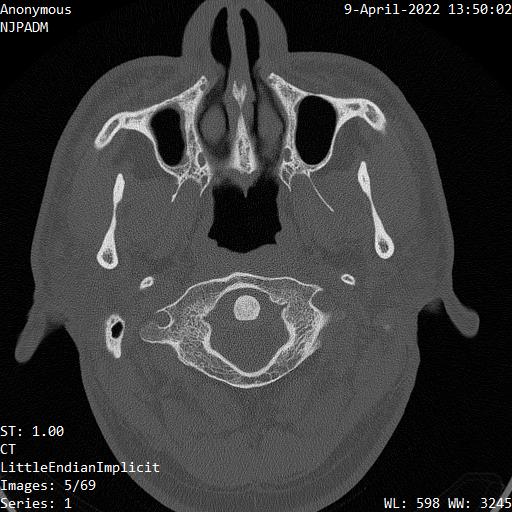 Anonymous
NJPADM
9-April-2022 13:50:02
ST: 1.00
CT
LittleEndianImplicit
Images: 5/69
Series: 1
WL: 598 WW: 3245